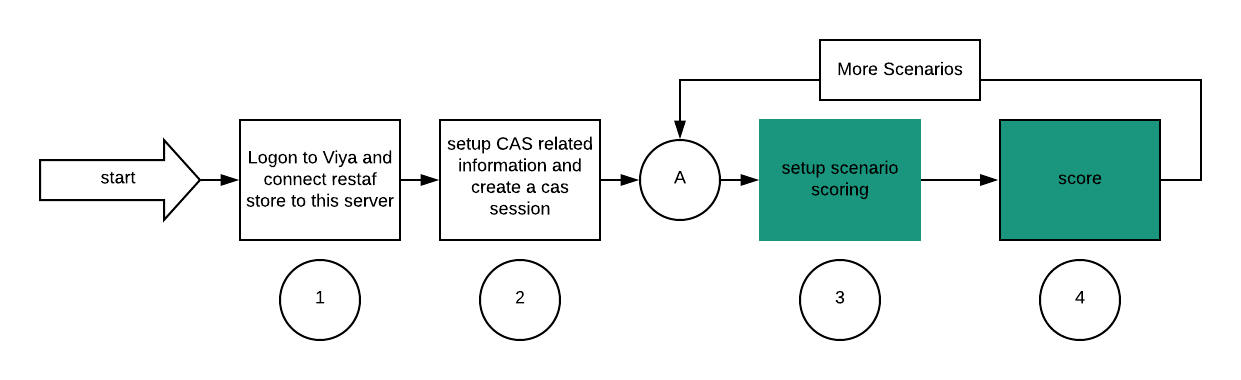 More Scenarios
start
Logon to Viya and
connect restaf
store to this server
setup CAS related
information and
create a cas
session
A
setup scenario
scoring
score
1
2
3
4